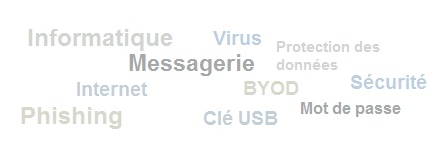 Informatique
Virus
Protection des
données
Messagerie
Internet
BYOD
Sécurité
Phishing
Clé USB
Mot de passe